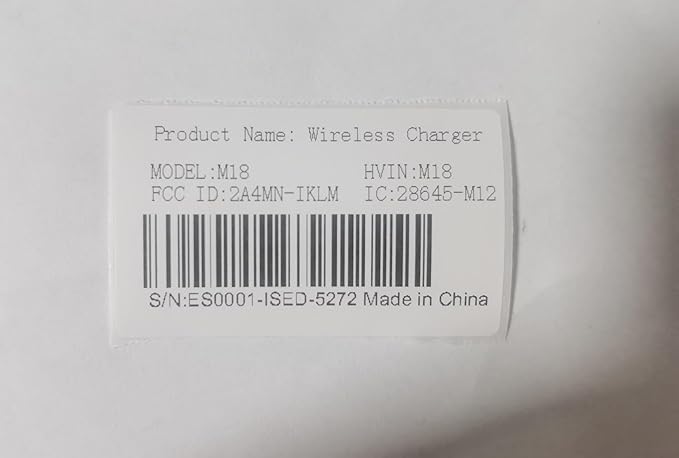 Product Name: Wireless Charger
MODEL:M18 HVIN:M18
FCC ID:2A4MN-IKLM IC:28645-M12
S/N:ES0001-ISED-5272 Made in China